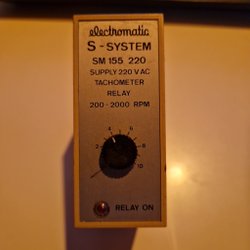 electromatic
S-SYSTEM
SM 155 220
SUPPLY 220 V AC
TACHOMETER
RELAY
200-2000 RPM
4
6
2
8
10
RELAY ON